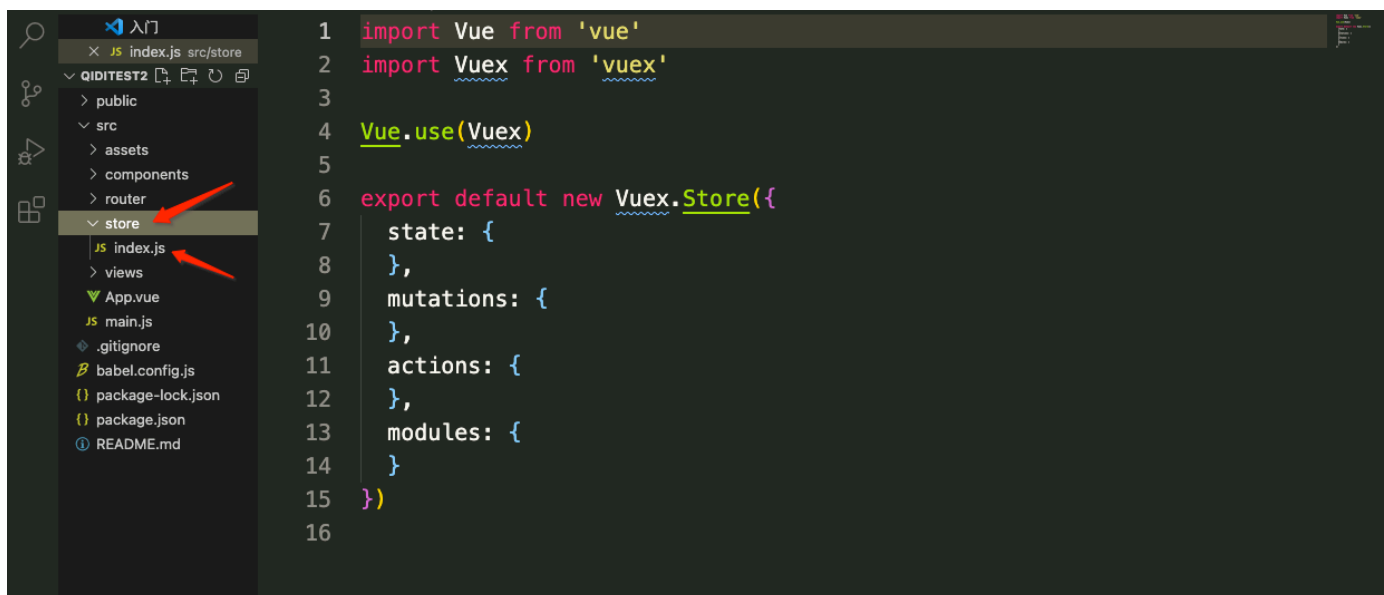 入门
JS index.js src/store
QIDITEST2
public
src
assets
components
router
store
JS index.js
views
App.vue
JS main.js
.gitignore
babel.config.js
{} package-lock.json
{} package.json
README.md
1 import Vue from 'vue'
2 import Vuex from 'vuex'
3
4 Vue.use(Vuex)
5
6 export default new Vuex.Store({
7 state: {
8 },
9 mutations: {
10 },
11 actions: {
12 },
13 modules: {
14 }
15 })
16